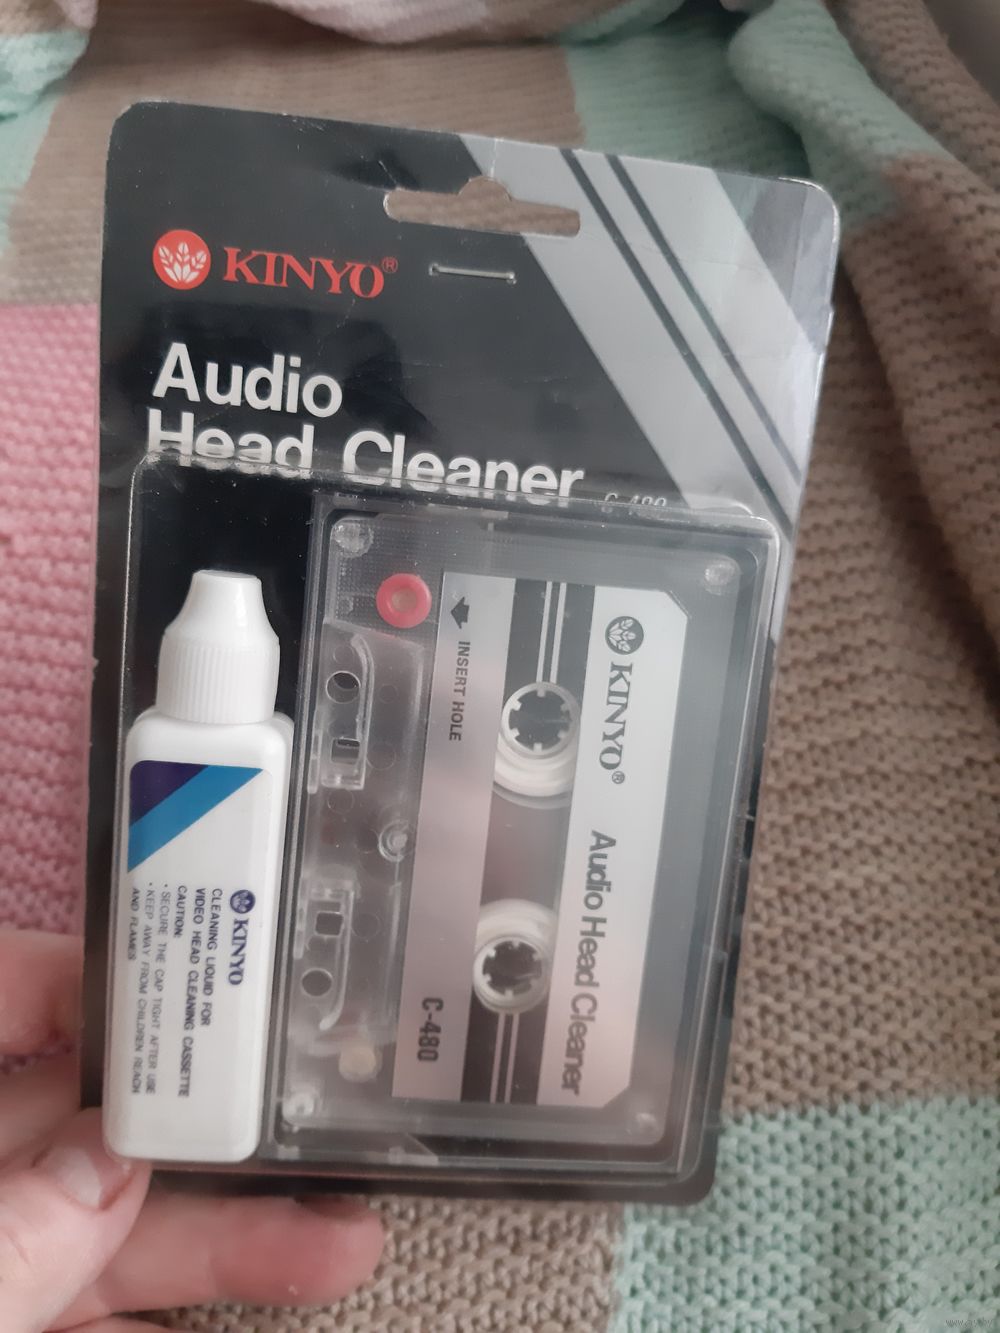 KINYO®
Audio
Head Cleaner
C-480
INSERT HOLE
KINYO®
Audio Head Cleaner
C-480
KINYO
CLEANING LIQUID FOR
VIDEO HEAD CLEANING CASSETTE
CAUTION:
• SECURE THE CAP TIGHT AFTER USE
• KEEP AWAY FROM CHILDREN REACH
AND FLAMES